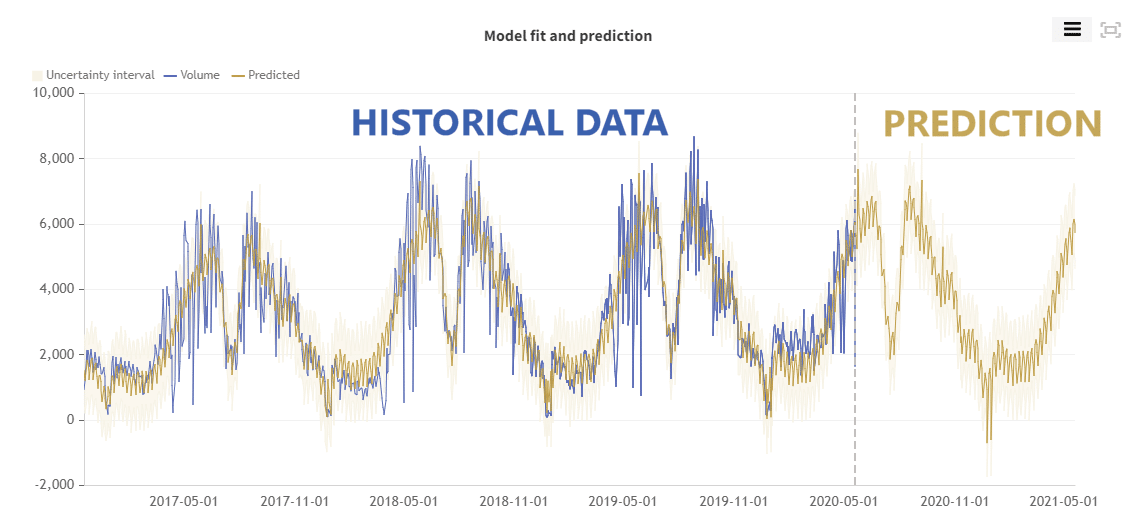 Model fit and prediction
Uncertainty interval Volume Predicted
10,000
HISTORICAL DATA PREDICTION
8,000
6,000
4,000
2,000
0
-2,000
2017-05-01 2017-11-01 2018-05-01 2018-11-01 2019-05-01 2019-11-01 2020-05-01 2020-11-01 2021-05-01